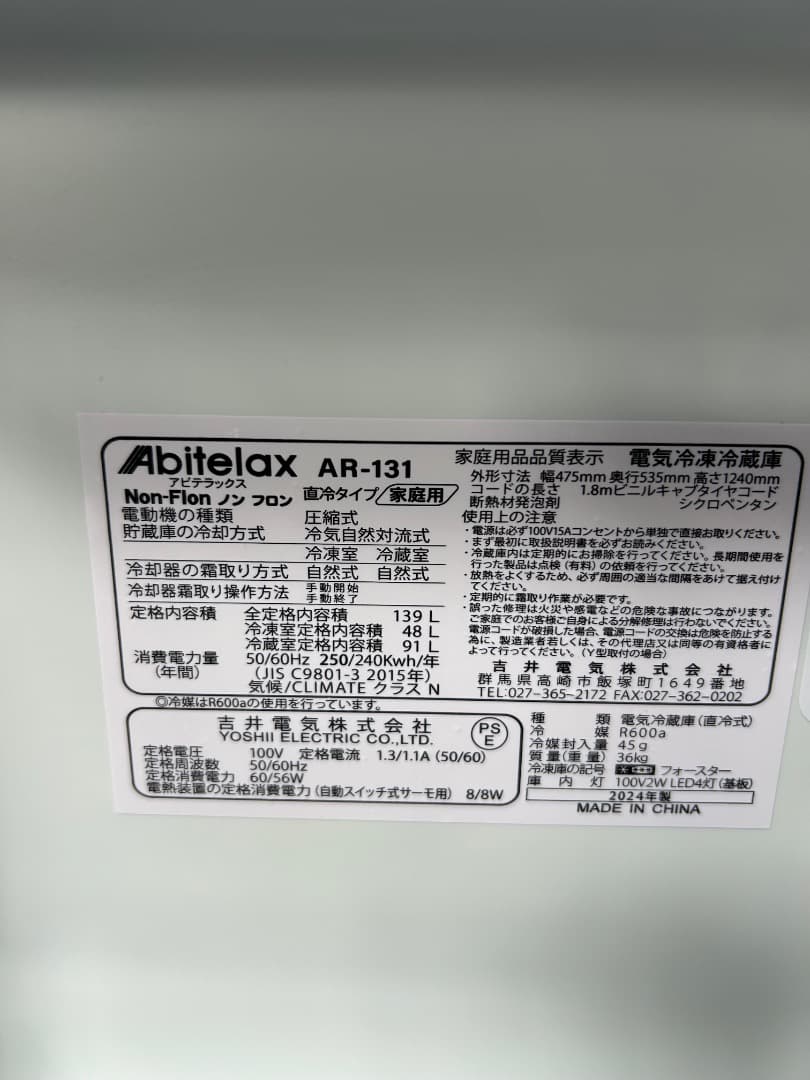 Abitelax AR-131
アビテラックス
Non-Flon ノン フロン 直冷タイプ/家庭用
電動機の種類 圧縮式
貯蔵庫の冷却方式 冷気自然対流式
冷凍室 冷蔵室
冷却器の霜取り方式 自然式 自然式
冷却器霜取り操作方法 手動開始
手動終了
定格内容積 全定格内容積 139 L
冷凍室定格内容積 48 L
冷蔵室定格内容積 91 L
消費電力量 50/60Hz 250/240Kwh/年
(年間) (JIS C9801-3 2015年)
気候/CLIMATE クラス N
◎冷媒はR600aの使用を行っています。
家庭用品品質表示 電気冷凍冷蔵庫
外形寸法 幅475mm 奥行535mm 高さ1240mm
コードの長さ 1.8mビニルキャブタイヤコード
断熱材発泡剤 シクロペンタン
使用上の注意
・電源は必ず100V15Aコンセントから単独で直接お取りください。
・まず最初に取扱説明書を必ずお読みください。
・冷蔵庫内は定期的にお掃除を行ってください。長期間使用を
行った製品は点検(有料)の依頼を行ってください。
・放熱をよくするため、必ず周囲の適当な間隔をあけて据え付け
てください。
・定期的に霜取り作業が必要です。
・誤った修理は火災や感電などの危険な事故につながります。
ご家庭でのお客様ご自身による分解修理は行わないでください。
電源コードが破損した場合、電源コードの交換は危険を防止する
為に、製造業者若しくは、その代理店又は同等の有資格者に
よって行ってください。(Y型取付の場合)
吉井電気株式会社
群馬県高崎市飯塚町1649番地
TEL:027-365-2172 FAX:027-362-0202
吉井電気株式会社
YOSHII ELECTRIC CO.,LTD.
PS
E
定格電圧 100V 定格電流 1.3/1.1A (50/60)
定格周波数 50/60Hz
定格消費電力 60/56W
電熱装置の定格消費電力(自動スイッチ式サーモ用) 8/8W
種類 電気冷蔵庫(直冷式)
冷媒 R600a
冷媒封入量 45g
質量(重量) 36kg
冷凍庫の記号 フォースター
庫内灯 100V2W LED4灯(基板)
2024年製
MADE IN CHINA